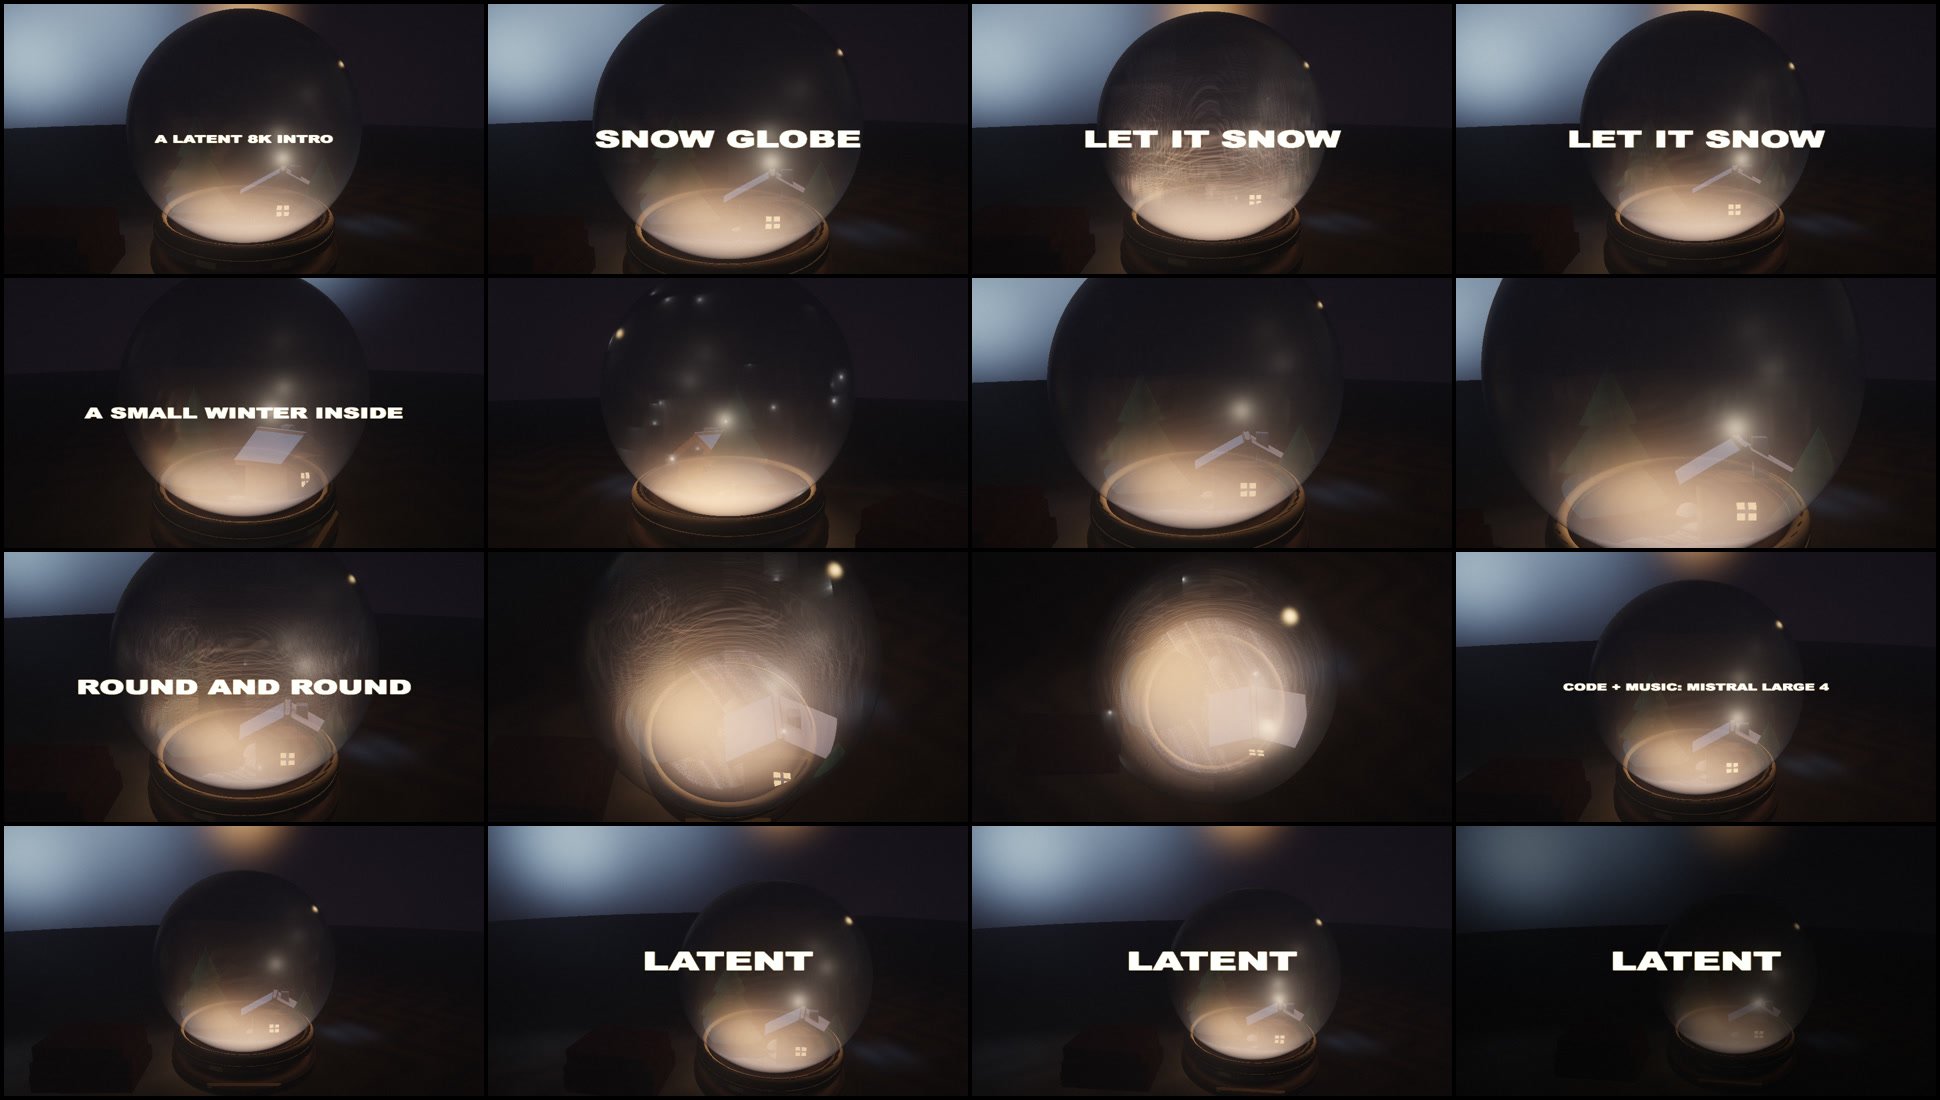 A LATENT 8K INTRO
SNOW GLOBE
LET IT SNOW
LET IT SNOW
A SMALL WINTER INSIDE
ROUND AND ROUND
CODE + MUSIC: MISTRAL LARGE 4
LATENT
LATENT
LATENT